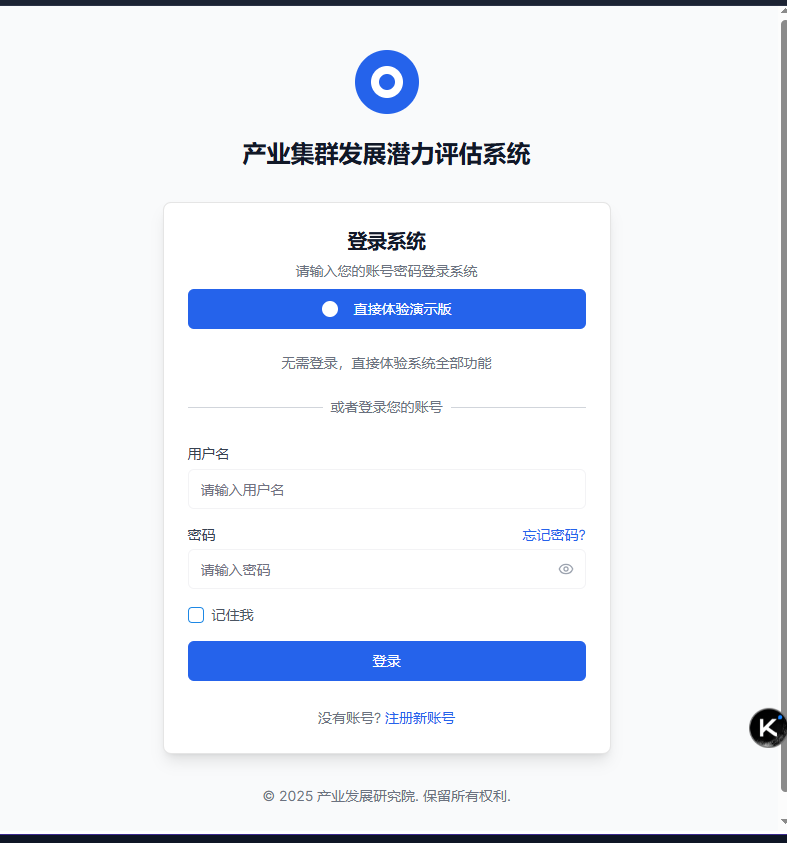 产业集群发展潜力评估系统
登录系统
请输入您的账号密码登录系统
直接体验演示版
无需登录，直接体验系统全部功能
或者登录您的账号
用户名
请输入用户名
密码 忘记密码?
请输入密码
记住我
登录
没有账号? 注册新账号
K
© 2025 产业发展研究院. 保留所有权利.